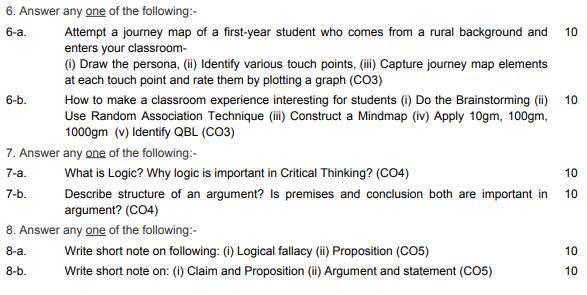 6. Answer any one of the following:-
6-a. Attempt a journey map of a first-year student who comes from a rural background and 10
enters your classroom-
(i) Draw the persona, (ii) Identify various touch points, (iii) Capture journey map elements
at each touch point and rate them by plotting a graph (CO3)
6-b. How to make a classroom experience interesting for students (i) Do the Brainstorming (ii) 10
Use Random Association Technique (iii) Construct a Mindmap (iv) Apply 10gm, 100gm,
1000gm (v) Identify QBL (CO3)
7. Answer any one of the following:-
7-a. What is Logic? Why logic is important in Critical Thinking? (CO4) 10
7-b. Describe structure of an argument? Is premises and conclusion both are important in 10
argument? (CO4)
8. Answer any one of the following:-
8-a. Write short note on following: (i) Logical fallacy (ii) Proposition (CO5) 10
8-b. Write short note on: (i) Claim and Proposition (ii) Argument and statement (CO5) 10